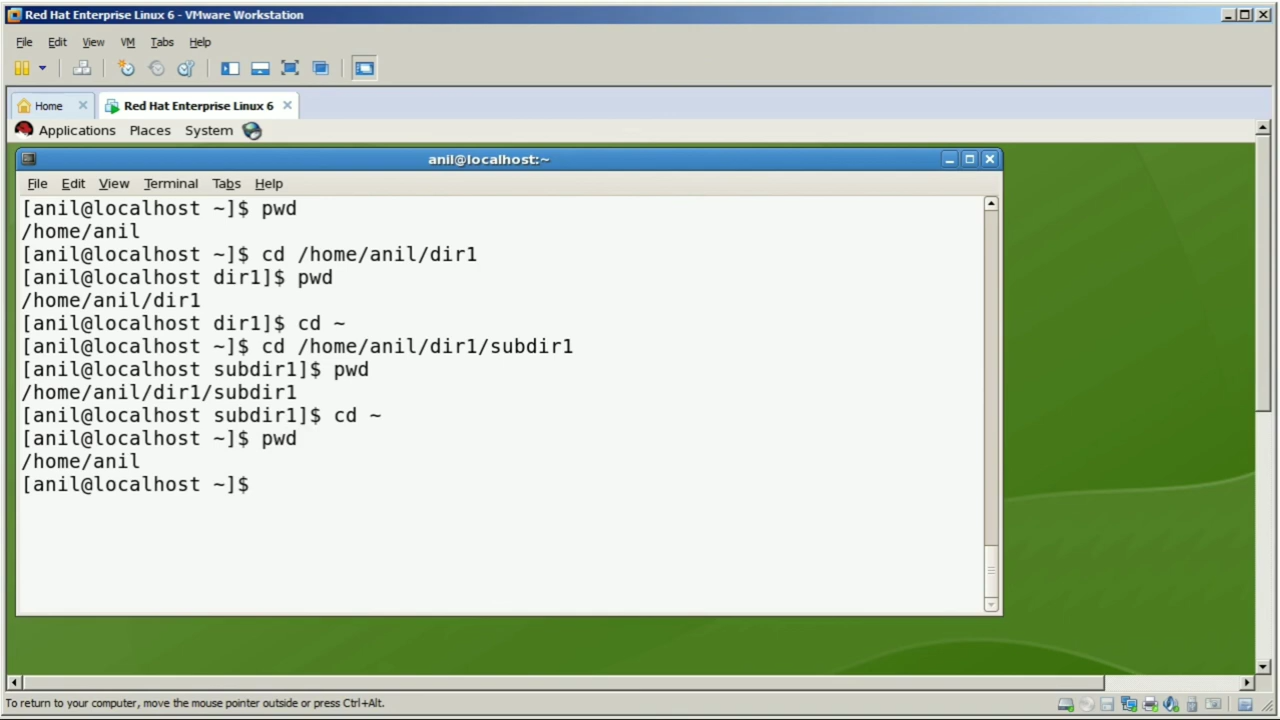 Red Hat Enterprise Linux 6 - VMware Workstation
File Edit View VM Tabs Help
Home Red Hat Enterprise Linux 6
Applications Places System
anil@localhost:~
File Edit View Terminal Tabs Help
[anil@localhost ~]$ pwd
/home/anil
[anil@localhost ~]$ cd /home/anil/dir1
[anil@localhost dir1]$ pwd
/home/anil/dir1
[anil@localhost dir1]$ cd ~
[anil@localhost ~]$ cd /home/anil/dir1/subdir1
[anil@localhost subdir1]$ pwd
/home/anil/dir1/subdir1
[anil@localhost subdir1]$ cd ~
[anil@localhost ~]$ pwd
/home/anil
[anil@localhost ~]$
To return to your computer, move the mouse pointer outside or press Ctrl+Alt.